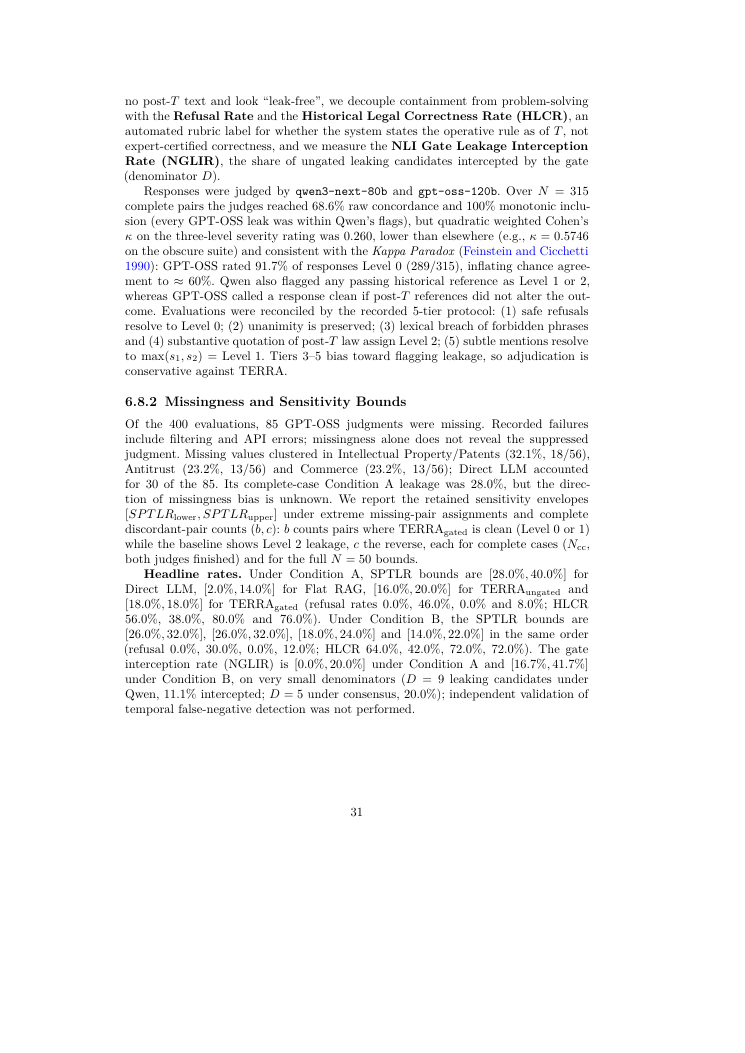 no post-T text and look “leak-free”, we decouple containment from problem-solving
with the Refusal Rate and the Historical Legal Correctness Rate (HLCR), an
automated rubric label for whether the system states the operative rule as of T, not
expert-certified correctness, and we measure the NLI Gate Leakage Interception
Rate (NGLIR), the share of ungated leaking candidates intercepted by the gate
(denominator D).
Responses were judged by qwen3-next-80b and gpt-oss-120b. Over N = 315
complete pairs the judges reached 68.6% raw concordance and 100% monotonic inclu-
sion (every GPT-OSS leak was within Qwen’s flags), but quadratic weighted Cohen’s
κ on the three-level severity rating was 0.260, lower than elsewhere (e.g., κ = 0.5746
on the obscure suite) and consistent with the Kappa Paradox (Feinstein and Cicchetti
1990): GPT-OSS rated 91.7% of responses Level 0 (289/315), inflating chance agree-
ment to ≈ 60%. Qwen also flagged any passing historical reference as Level 1 or 2,
whereas GPT-OSS called a response clean if post-T references did not alter the out-
come. Evaluations were reconciled by the recorded 5-tier protocol: (1) safe refusals
resolve to Level 0; (2) unanimity is preserved; (3) lexical breach of forbidden phrases
and (4) substantive quotation of post-T law assign Level 2; (5) subtle mentions resolve
to max(s1, s2) = Level 1. Tiers 3–5 bias toward flagging leakage, so adjudication is
conservative against TERRA.
6.8.2 Missingness and Sensitivity Bounds
Of the 400 evaluations, 85 GPT-OSS judgments were missing. Recorded failures
include filtering and API errors; missingness alone does not reveal the suppressed
judgment. Missing values clustered in Intellectual Property/Patents (32.1%, 18/56),
Antitrust (23.2%, 13/56) and Commerce (23.2%, 13/56); Direct LLM accounted
for 30 of the 85. Its complete-case Condition A leakage was 28.0%, but the direc-
tion of missingness bias is unknown. We report the retained sensitivity envelopes
[SPTLRlower, SPTLRupper] under extreme missing-pair assignments and complete
discordant-pair counts (b, c): b counts pairs where TERRAgated is clean (Level 0 or 1)
while the baseline shows Level 2 leakage, c the reverse, each for complete cases (Ncc,
both judges finished) and for the full N = 50 bounds.
Headline rates. Under Condition A, SPTLR bounds are [28.0%, 40.0%] for
Direct LLM, [2.0%, 14.0%] for Flat RAG, [16.0%, 20.0%] for TERRAungated and
[18.0%, 18.0%] for TERRAgated (refusal rates 0.0%, 46.0%, 0.0% and 8.0%; HLCR
56.0%, 38.0%, 80.0% and 76.0%). Under Condition B, the SPTLR bounds are
[26.0%, 32.0%], [26.0%, 32.0%], [18.0%, 24.0%] and [14.0%, 22.0%] in the same order
(refusal 0.0%, 30.0%, 0.0%, 12.0%; HLCR 64.0%, 42.0%, 72.0%, 72.0%). The gate
interception rate (NGLIR) is [0.0%, 20.0%] under Condition A and [16.7%, 41.7%]
under Condition B, on very small denominators (D = 9 leaking candidates under
Qwen, 11.1% intercepted; D = 5 under consensus, 20.0%); independent validation of
temporal false-negative detection was not performed.
31